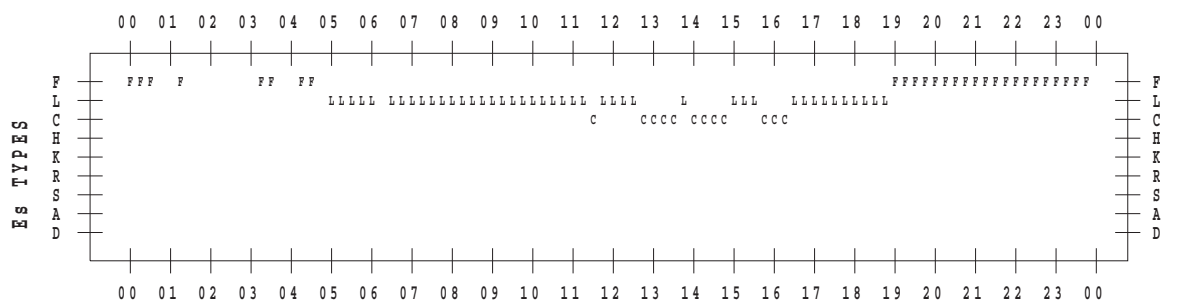 00 01 02 03 04 05 06 07 08 09 10 11 12 13 14 15 16 17 18 19 20 21 22 23 00
F FFF F FF FF FFFFFFFFFFFFFFFFFFFF F
L LLLLL LLLLLLLLLLLLLLLLLLLL LLLL L LLL LLLLLLLLLL L
C C CCCC CCCC CCC C
H H
K K
R R
S S
A A
D D
Es TYPES
00 01 02 03 04 05 06 07 08 09 10 11 12 13 14 15 16 17 18 19 20 21 22 23 00